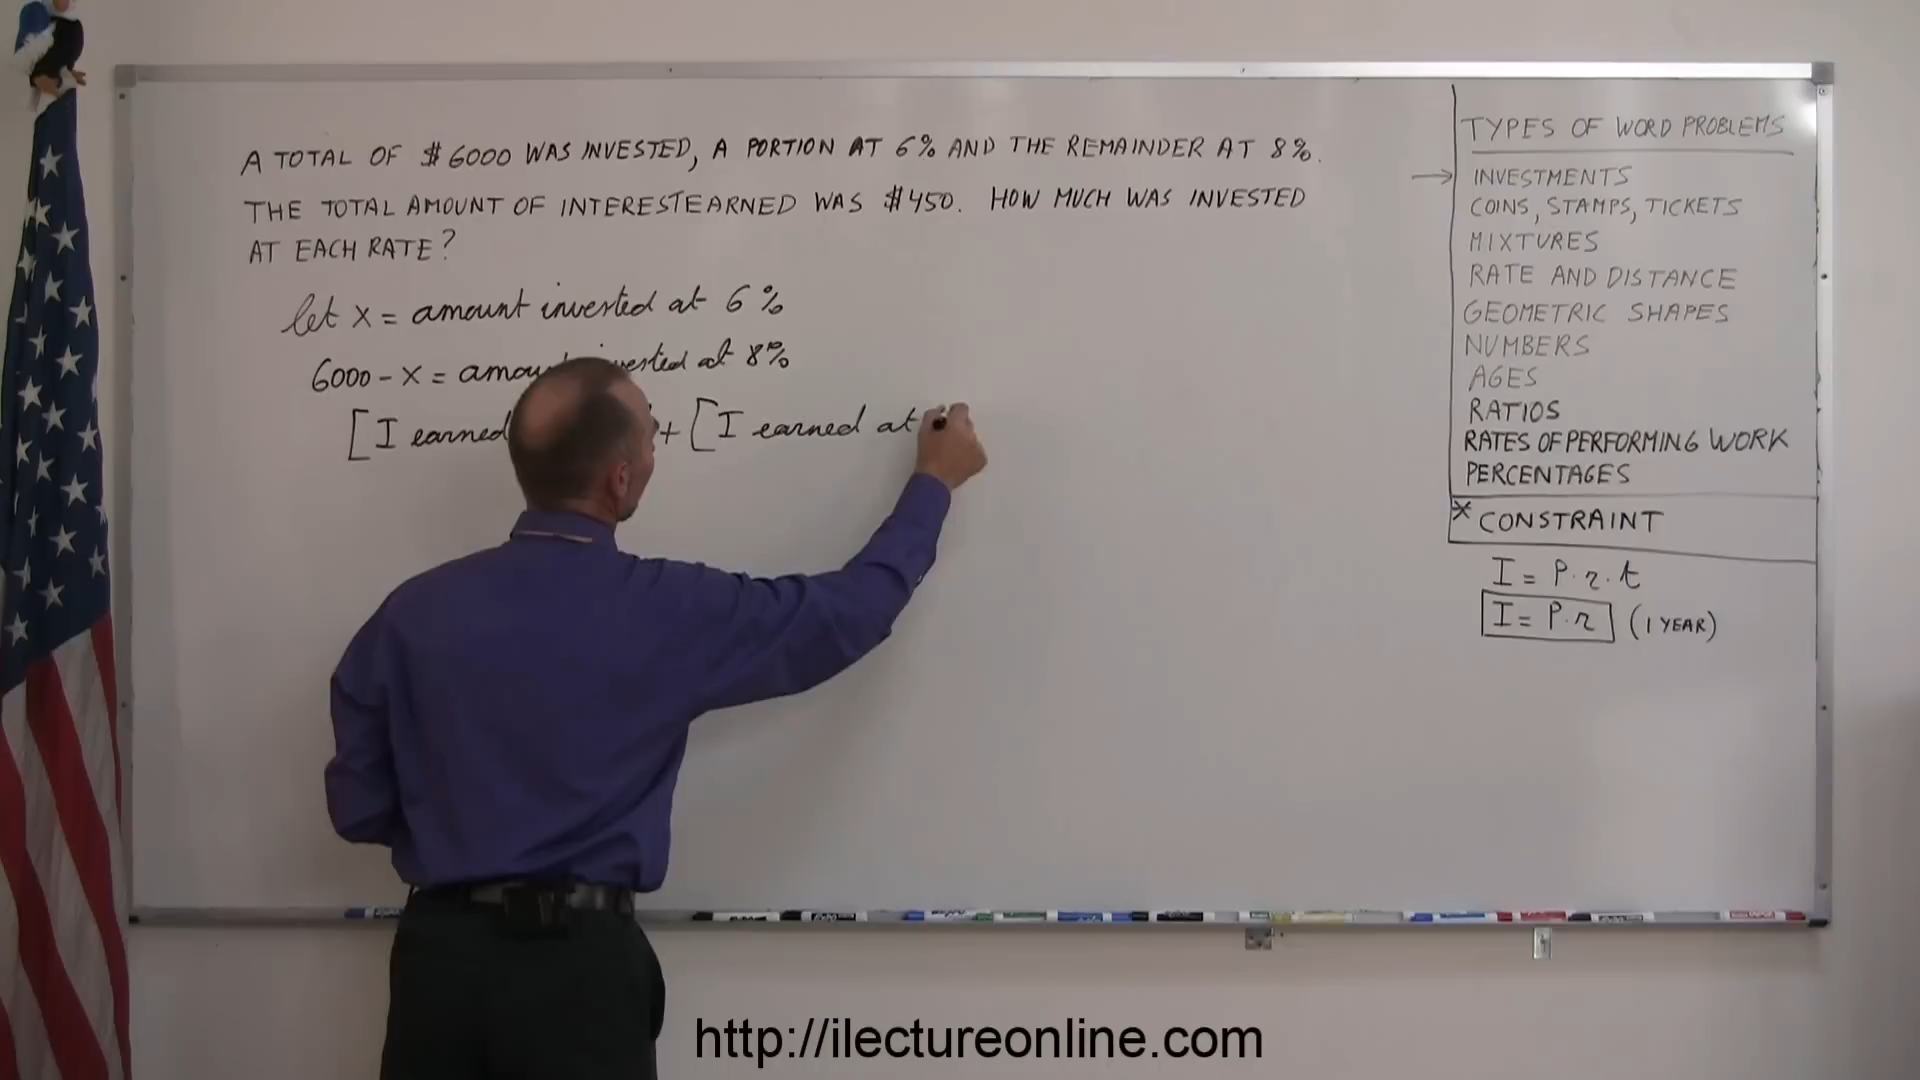 A TOTAL OF $6000 WAS INVESTED, A PORTION AT 6% AND THE REMAINDER AT 8%.
THE TOTAL AMOUNT OF INTEREST EARNED WAS $450. HOW MUCH WAS INVESTED
AT EACH RATE?
let x = amount invested at 6%
6000 - x = amount invested at 8%
[I earned + [I earned at
TYPES OF WORD PROBLEMS
→ INVESTMENTS
COINS, STAMPS, TICKETS
MIXTURES
RATE AND DISTANCE
GEOMETRIC SHAPES
NUMBERS
AGES
RATIOS
RATES OF PERFORMING WORK
PERCENTAGES
* CONSTRAINT
I = P·r·t
I = P·r (1 YEAR)
http://ilectureonline.com